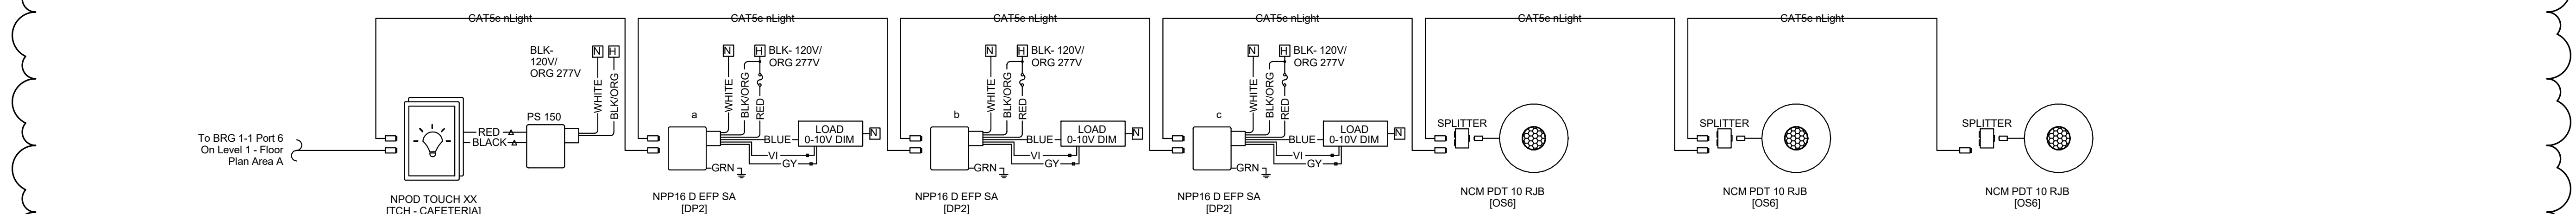 CAT5e nLight
CAT5e nLight
CAT5e nLight
CAT5e nLight
CAT5e nLight
CAT5e nLight
To BRG 1-1 Port 6
On Level 1 - Floor
Plan Area A
NPOD TOUCH XX
[TCH - CAFETERIA]
RED
BLACK
PS 150
BLK-
120V/
ORG 277V
N
H
WHITE
BLK/ORG
a
N
H
BLK- 120V/
ORG 277V
WHITE
BLK/ORG
RED
BLUE
LOAD
0-10V DIM
N
VI
GY
GRN
NPP16 D EFP SA
[DP2]
b
N
H
BLK- 120V/
ORG 277V
WHITE
BLK/ORG
RED
BLUE
LOAD
0-10V DIM
N
VI
GY
GRN
NPP16 D EFP SA
[DP2]
c
N
H
BLK- 120V/
ORG 277V
WHITE
BLK/ORG
RED
BLUE
LOAD
0-10V DIM
N
VI
GY
GRN
NPP16 D EFP SA
[DP2]
SPLITTER
NCM PDT 10 RJB
[OS6]
SPLITTER
NCM PDT 10 RJB
[OS6]
SPLITTER
NCM PDT 10 RJB
[OS6]